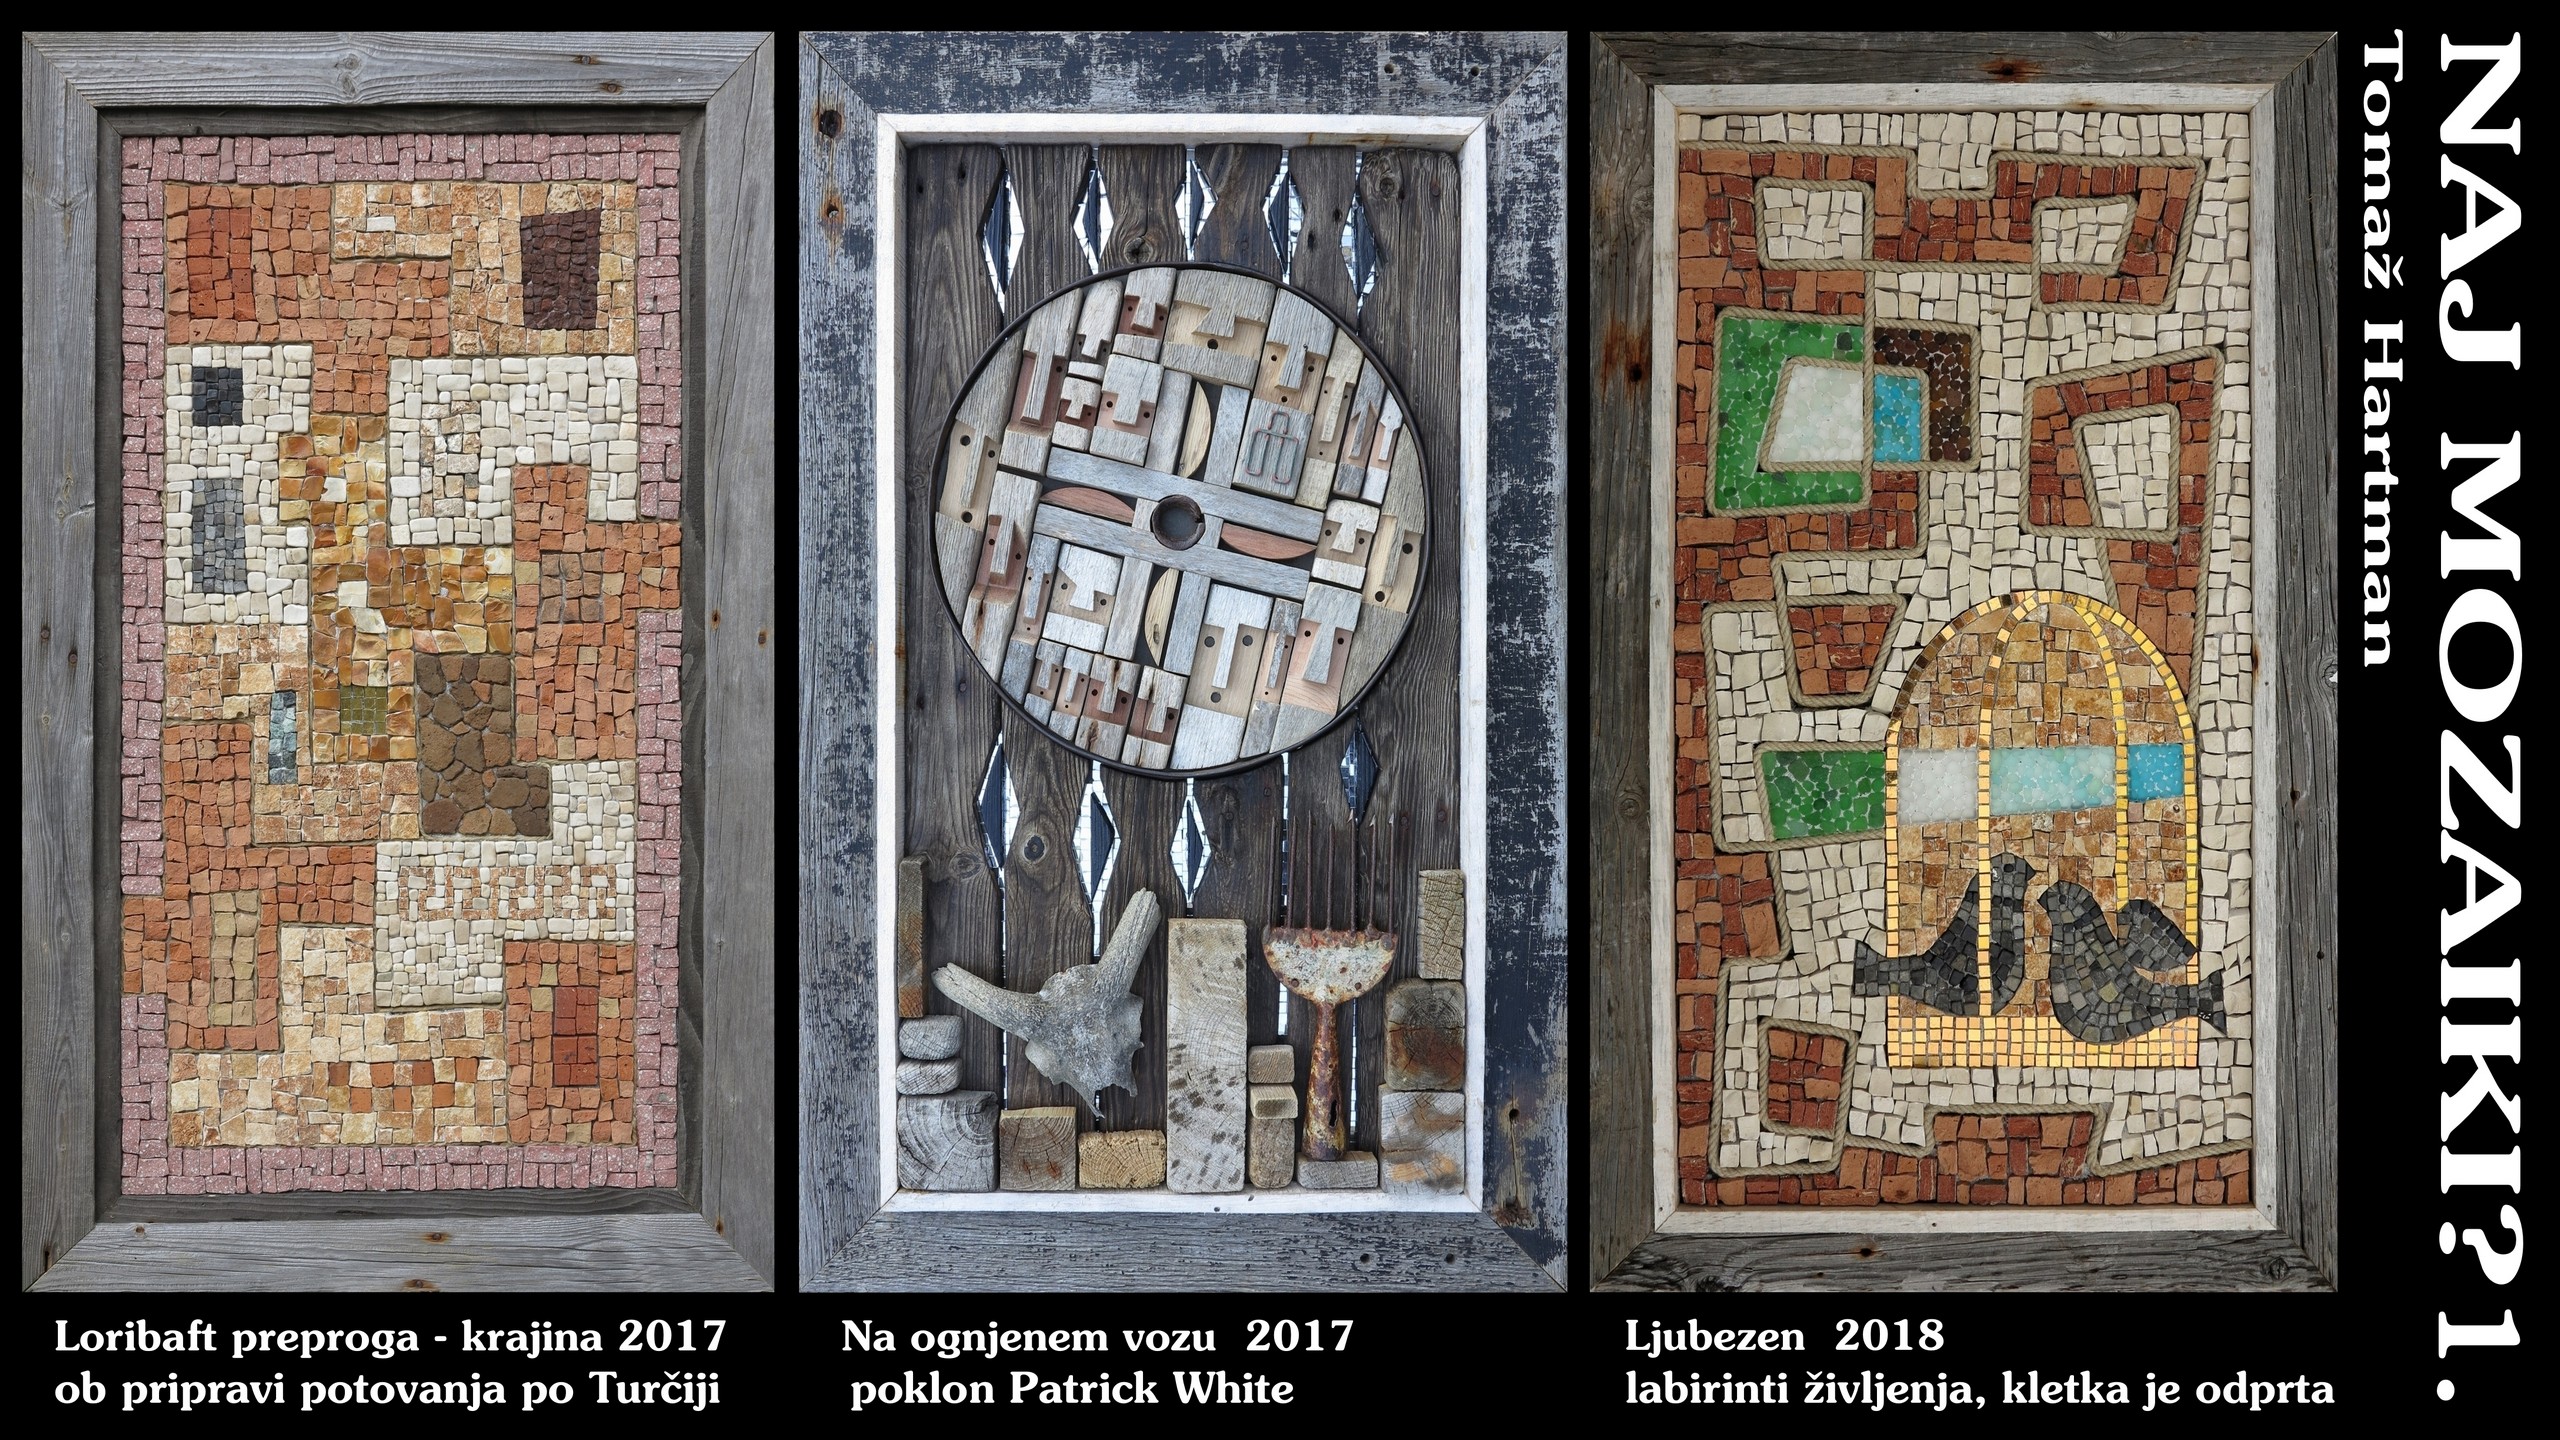 NAJ MOZAIKI? 1.
Tomaž Hartman
Loribaft preproga - krajina 2017
ob pripravi potovanja po Turčiji
Na ognjenem vozu 2017
poklon Patrick White
Ljubezen 2018
labirinti življenja, kletka je odprta